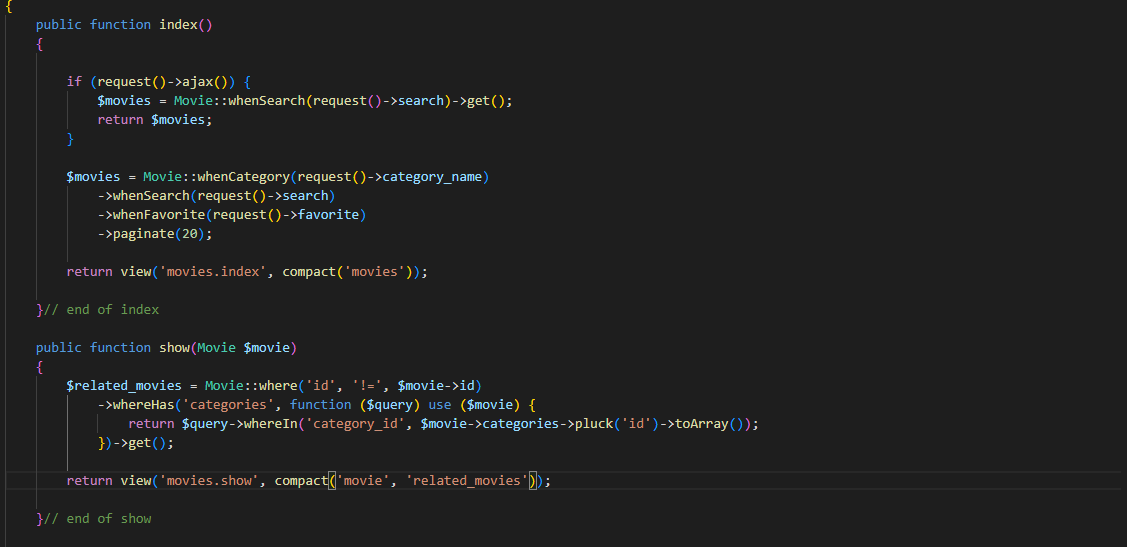 {
    public function index()
    {
        if (request()->ajax()) {
            $movies = Movie::whenSearch(request()->search)->get();
            return $movies;
        }
        $movies = Movie::whenCategory(request()->category_name)
            ->whenSearch(request()->search)
            ->whenFavorite(request()->favorite)
            ->paginate(20);
        return view('movies.index', compact('movies'));
    }// end of index
    public function show(Movie $movie)
    {
        $related_movies = Movie::where('id', '!=', $movie->id)
            ->whereHas('categories', function ($query) use ($movie) {
                return $query->whereIn('category_id', $movie->categories->pluck('id')->toArray());
            })->get();
        return view('movies.show', compact('movie', 'related_movies'));
    }// end of show